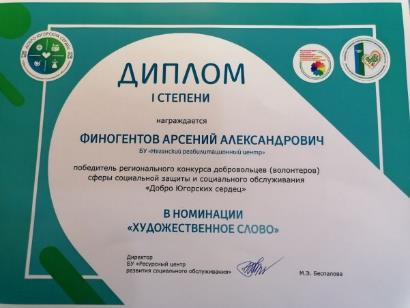 ДИПЛОМ
I СТЕПЕНИ
награждается
ФИНОГЕНТОВ АРСЕНИЙ АЛЕКСАНДРОВИЧ
БУ «Няганский реабилитационный центр»
победитель регионального конкурса добровольцев (волонтеров)
сферы социальной защиты и социального обслуживания
«Добро Югорских сердец»
В НОМИНАЦИИ
«ХУДОЖЕСТВЕННОЕ СЛОВО»
Директор
БУ «Ресурсный центр
развития социального обслуживания»
М.Э. Беспалова